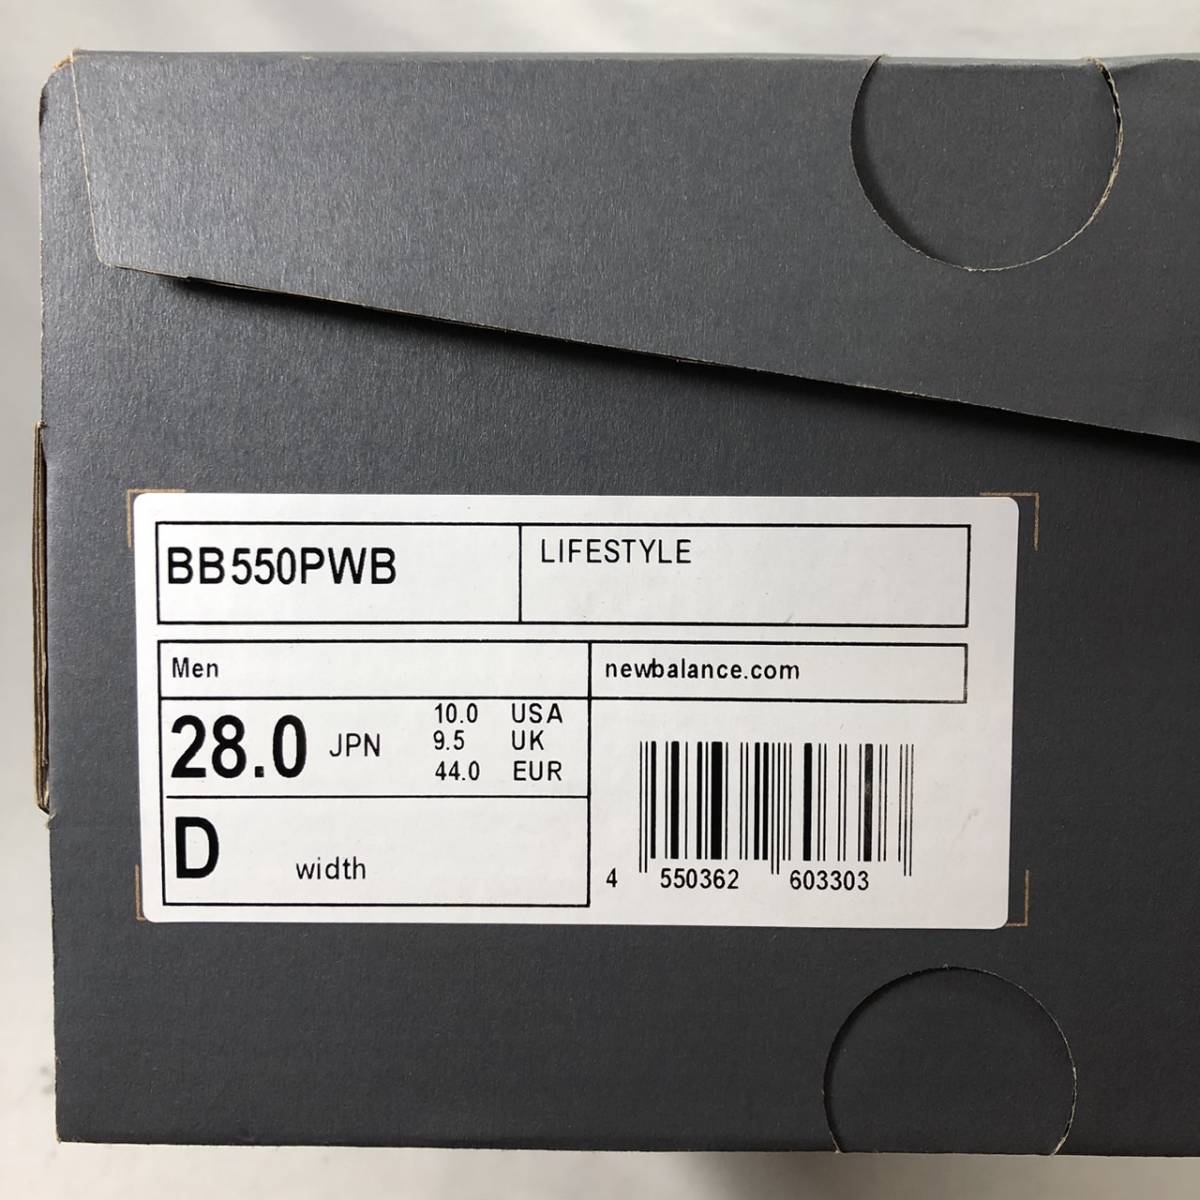 BB550PWB
LIFESTYLE
Men
newbalance.com
28.0 JPN
10.0 USA
9.5 UK
44.0 EUR
D width
4 550362 603303